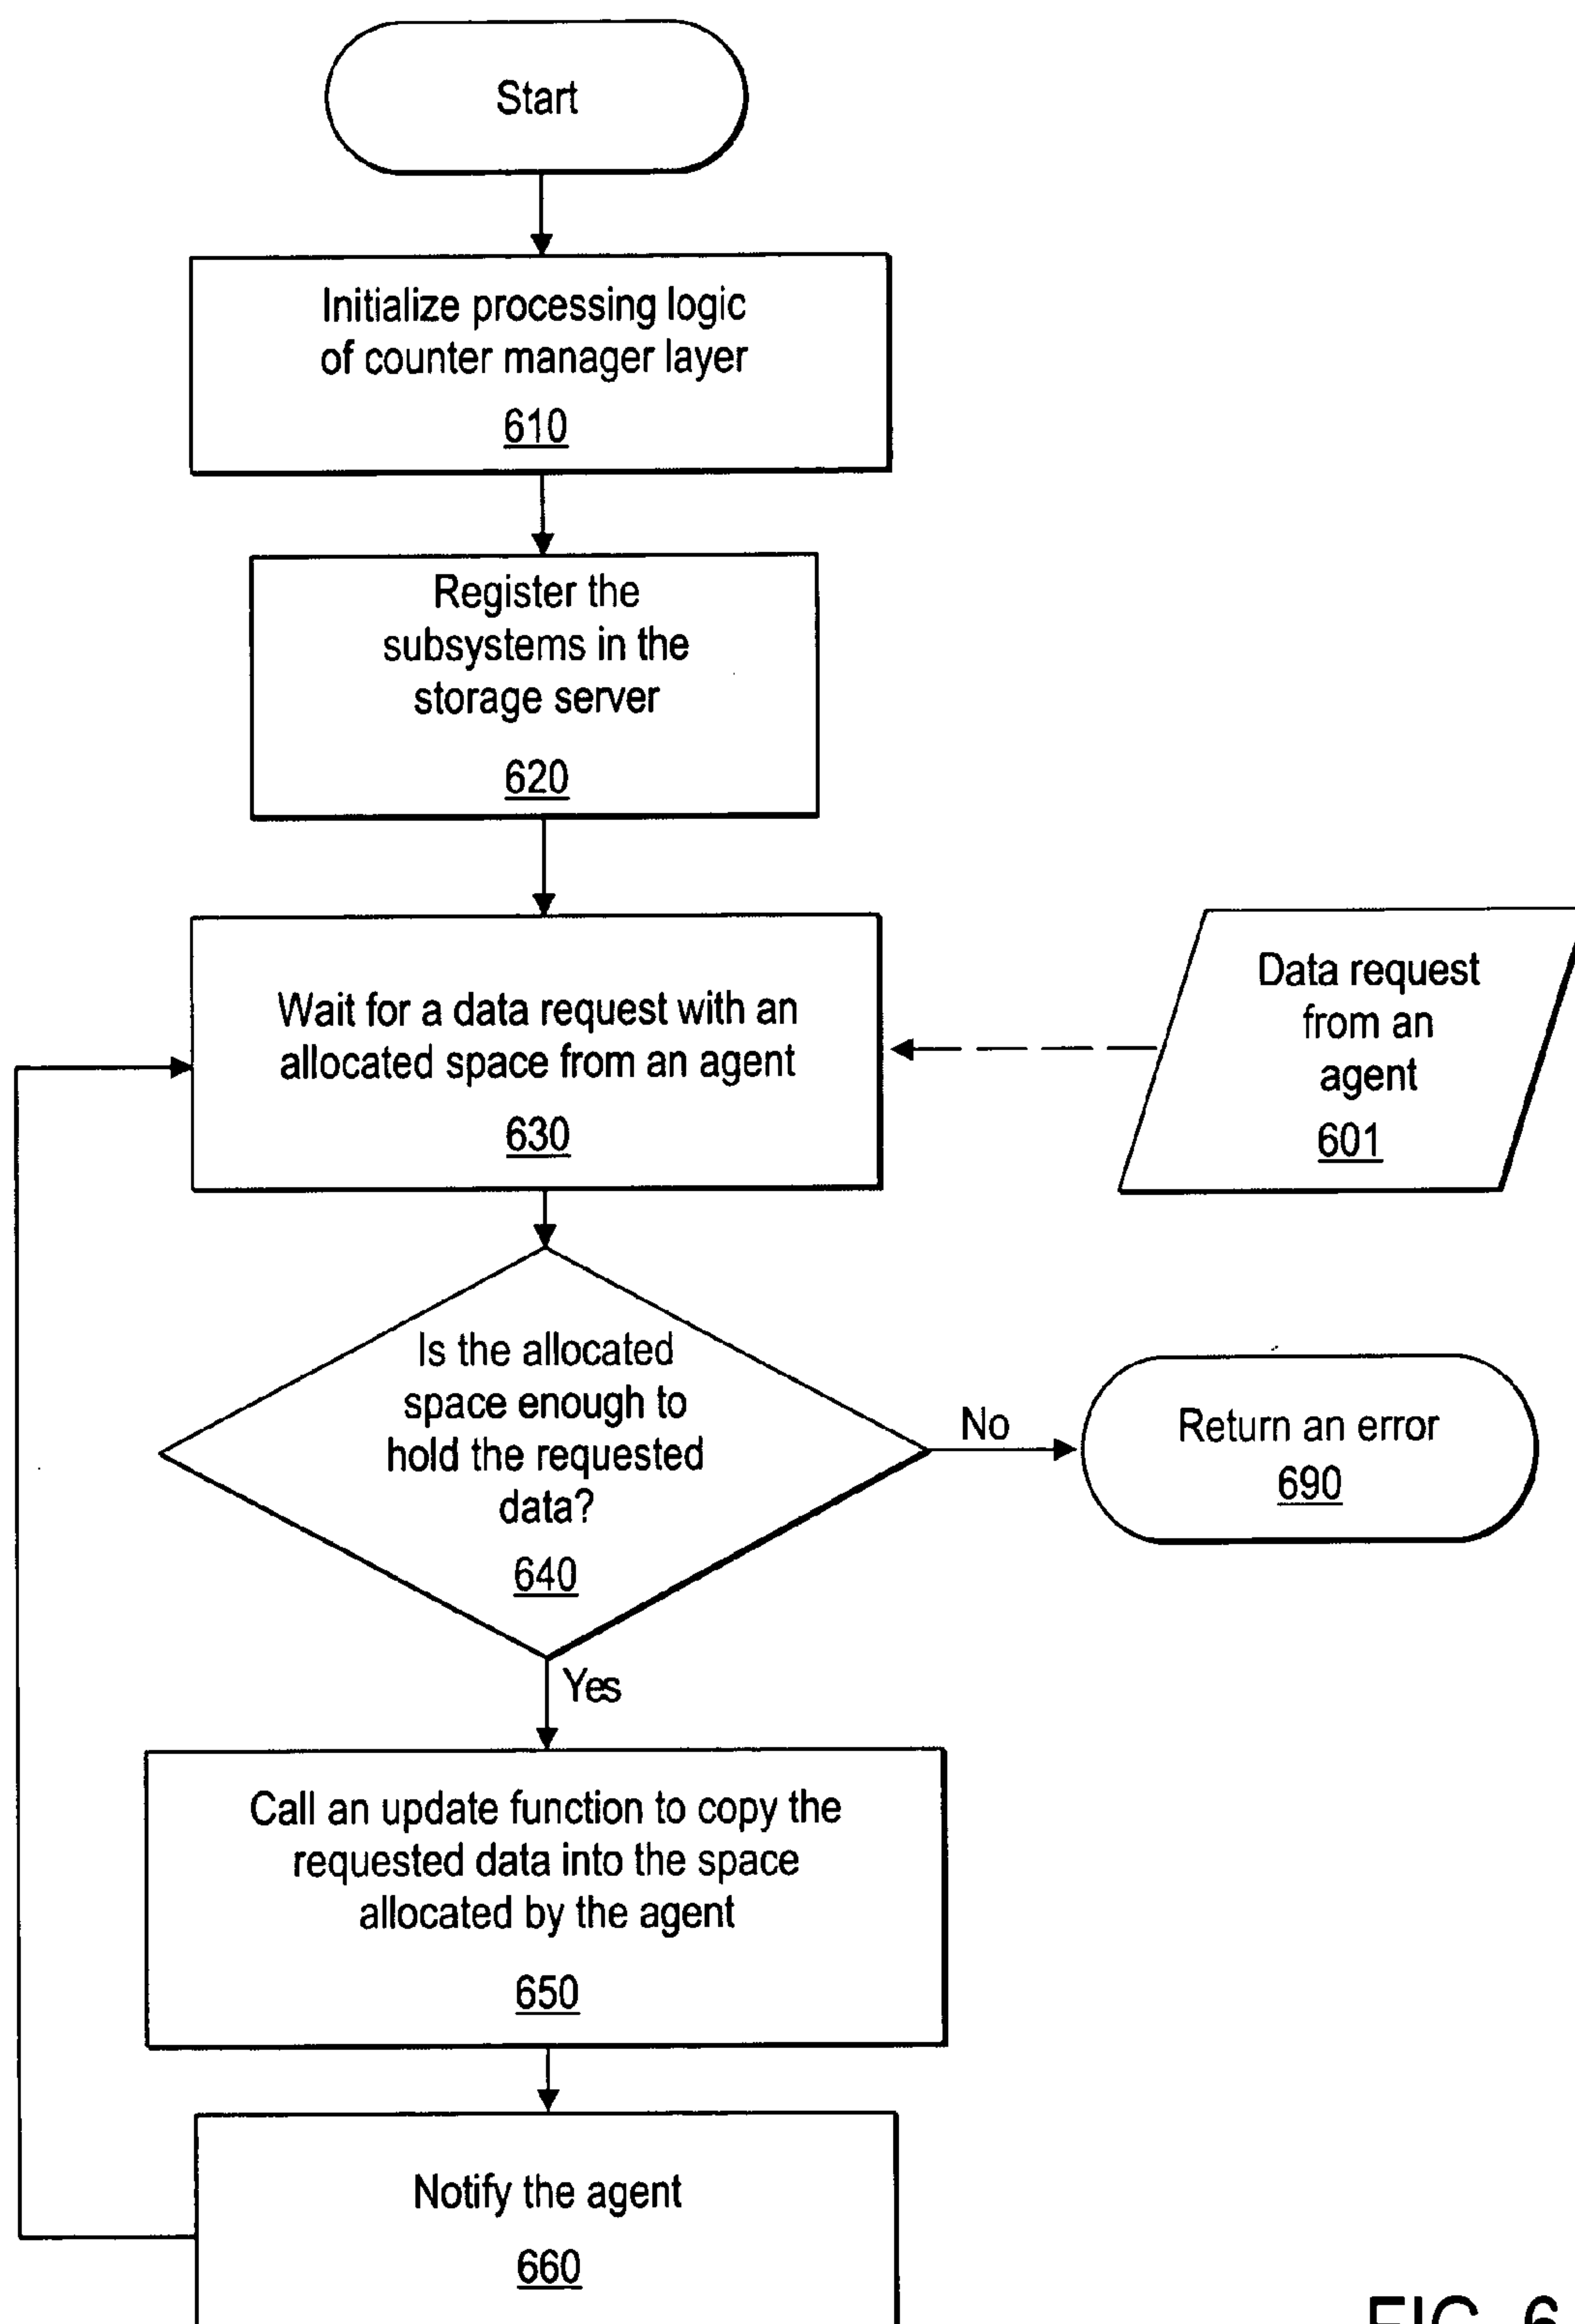 Start
Initialize processing logic
of counter manager layer
610
Register the
subsystems in the
storage server
620
Wait for a data request with an
allocated space from an agent
630
Data request
from an
agent
601
Is the allocated
space enough to
hold the requested
data?
640
No
Return an error
690
Yes
Call an update function to copy the
requested data into the space
allocated by the agent
650
Notify the agent
660
FIG. 6